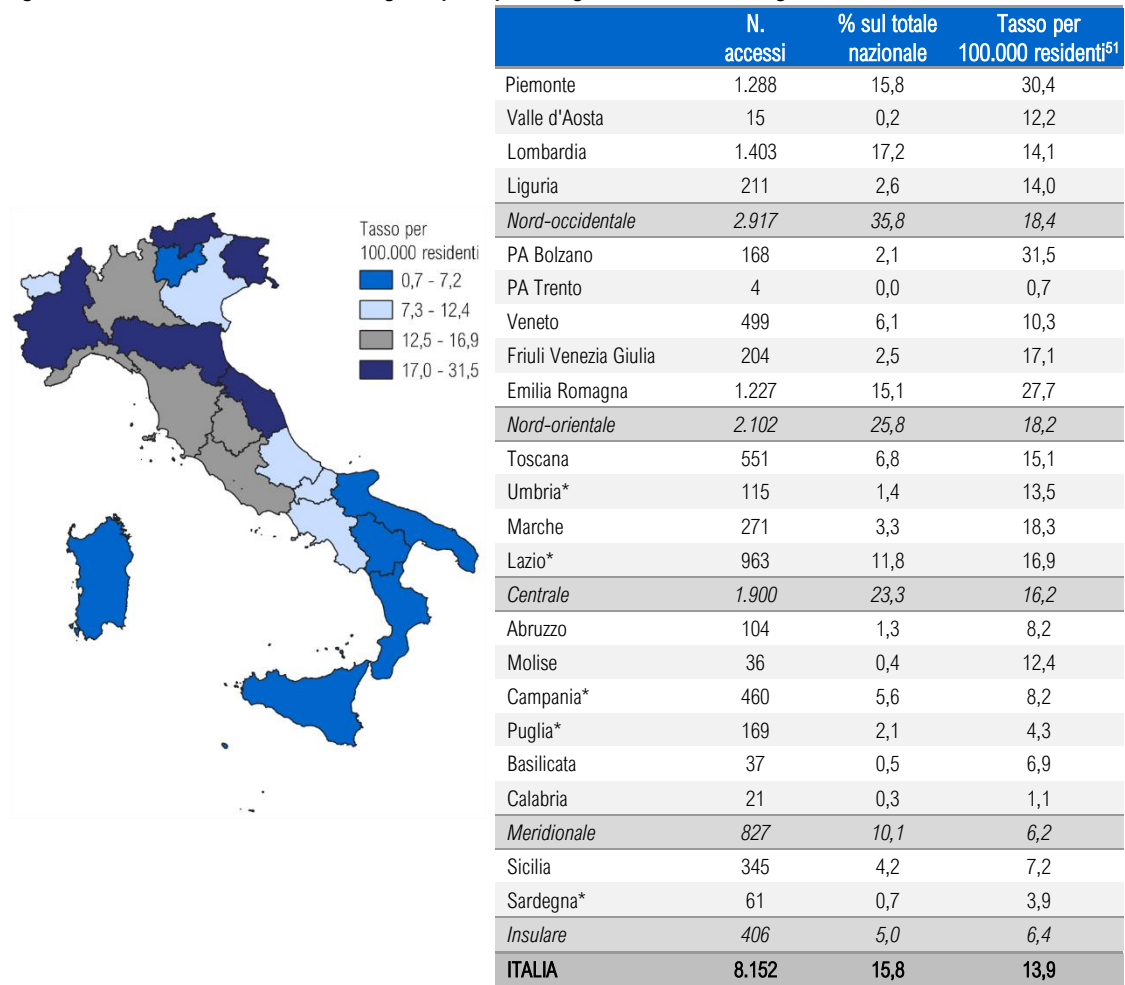 N. accessi % sul totale nazionale Tasso per 100.000 residenti51
Piemonte 1.288 15,8 30,4
Valle d'Aosta 15 0,2 12,2
Lombardia 1.403 17,2 14,1
Liguria 211 2,6 14,0
Nord-occidentale 2.917 35,8 18,4
PA Bolzano 168 2,1 31,5
PA Trento 4 0,0 0,7
Veneto 499 6,1 10,3
Friuli Venezia Giulia 204 2,5 17,1
Emilia Romagna 1.227 15,1 27,7
Nord-orientale 2.102 25,8 18,2
Toscana 551 6,8 15,1
Umbria* 115 1,4 13,5
Marche 271 3,3 18,3
Lazio* 963 11,8 16,9
Centrale 1.900 23,3 16,2
Abruzzo 104 1,3 8,2
Molise 36 0,4 12,4
Campania* 460 5,6 8,2
Puglia* 169 2,1 4,3
Basilicata 37 0,5 6,9
Calabria 21 0,3 1,1
Meridionale 827 10,1 6,2
Sicilia 345 4,2 7,2
Sardegna* 61 0,7 3,9
Insulare 406 5,0 6,4
ITALIA 8.152 15,8 13,9
Tasso per
100.000 residenti
0,7 - 7,2
7,3 - 12,4
12,5 - 16,9
17,0 - 31,5